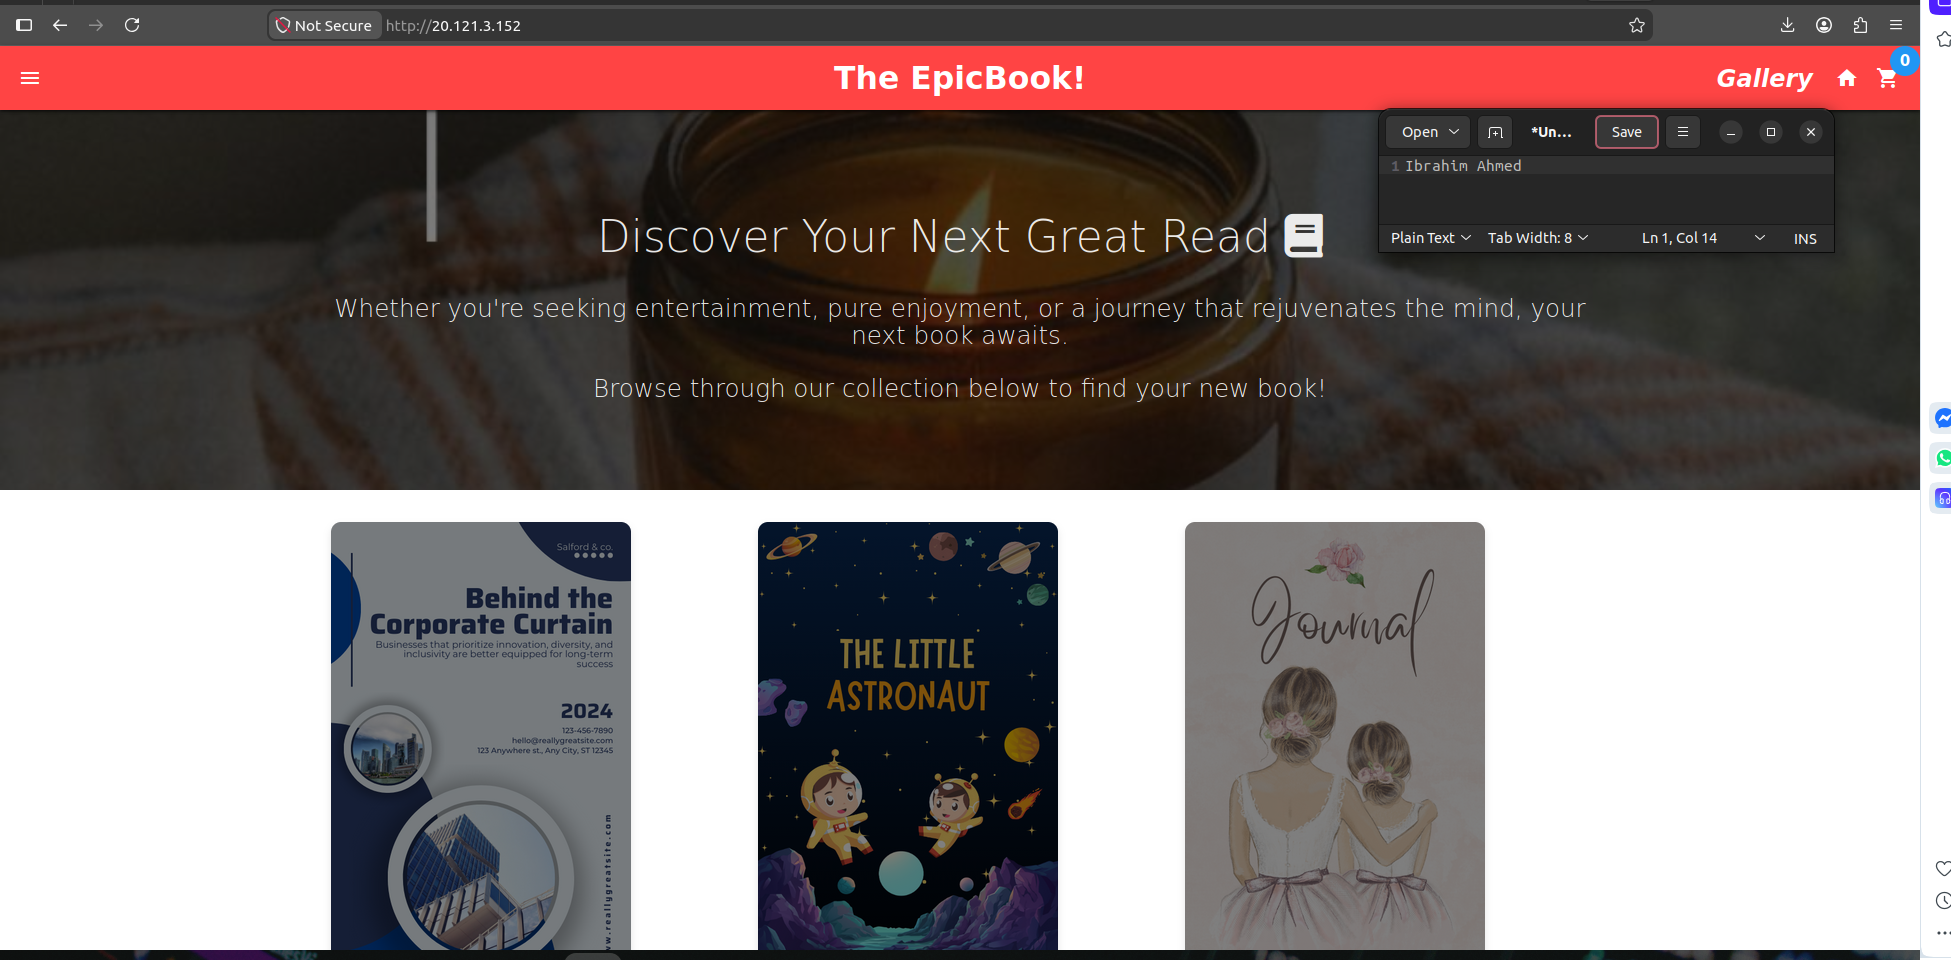 Not Secure http://20.121.3.152
The EpicBook!
Gallery
0
Open
*Un...
Save
1 Ibrahim Ahmed
Plain Text
Tab Width: 8
Ln 1, Col 14
INS
Discover Your Next Great Read
Whether you're seeking entertainment, pure enjoyment, or a journey that rejuvenates the mind, your
next book awaits.
Browse through our collection below to find your new book!
Salford & co.
Behind the
Corporate Curtain
Businesses that prioritize innovation, diversity, and
inclusivity are better equipped for long-term
success
2024
123-456-7890
hello@reallygreatsite.com
123 Anywhere st., Any City, ST 12345
w.reallygreatsite.com
THE LITTLE
ASTRONAUT
Journal